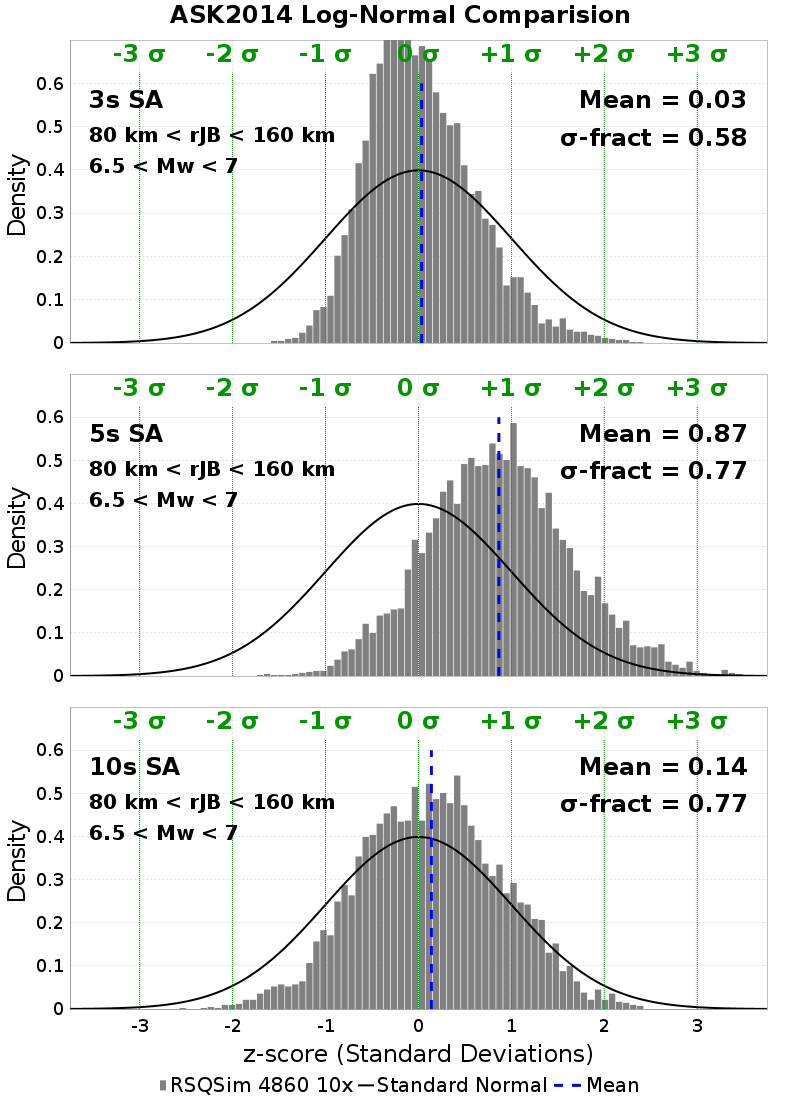 ASK2014 Log-Normal Comparision
-3 σ -2 σ -1 σ 0 σ +1 σ +2 σ +3 σ
0.6
3s SA Mean = 0.03
0.5
80 km < rJB < 160 km σ-fract = 0.58
6.5 < Mw < 7
0.4
0.3
0.2
0.1
0
Density
-3 σ -2 σ -1 σ 0 σ +1 σ +2 σ +3 σ
0.6
5s SA Mean = 0.87
0.5
80 km < rJB < 160 km σ-fract = 0.77
6.5 < Mw < 7
0.4
0.3
0.2
0.1
0
Density
-3 σ -2 σ -1 σ 0 σ +1 σ +2 σ +3 σ
0.6
10s SA Mean = 0.14
0.5
80 km < rJB < 160 km σ-fract = 0.77
6.5 < Mw < 7
0.4
0.3
0.2
0.1
0
Density
-3 -2 -1 0 1 2 3
z-score (Standard Deviations)
RSQSim 4860 10x Standard Normal Mean